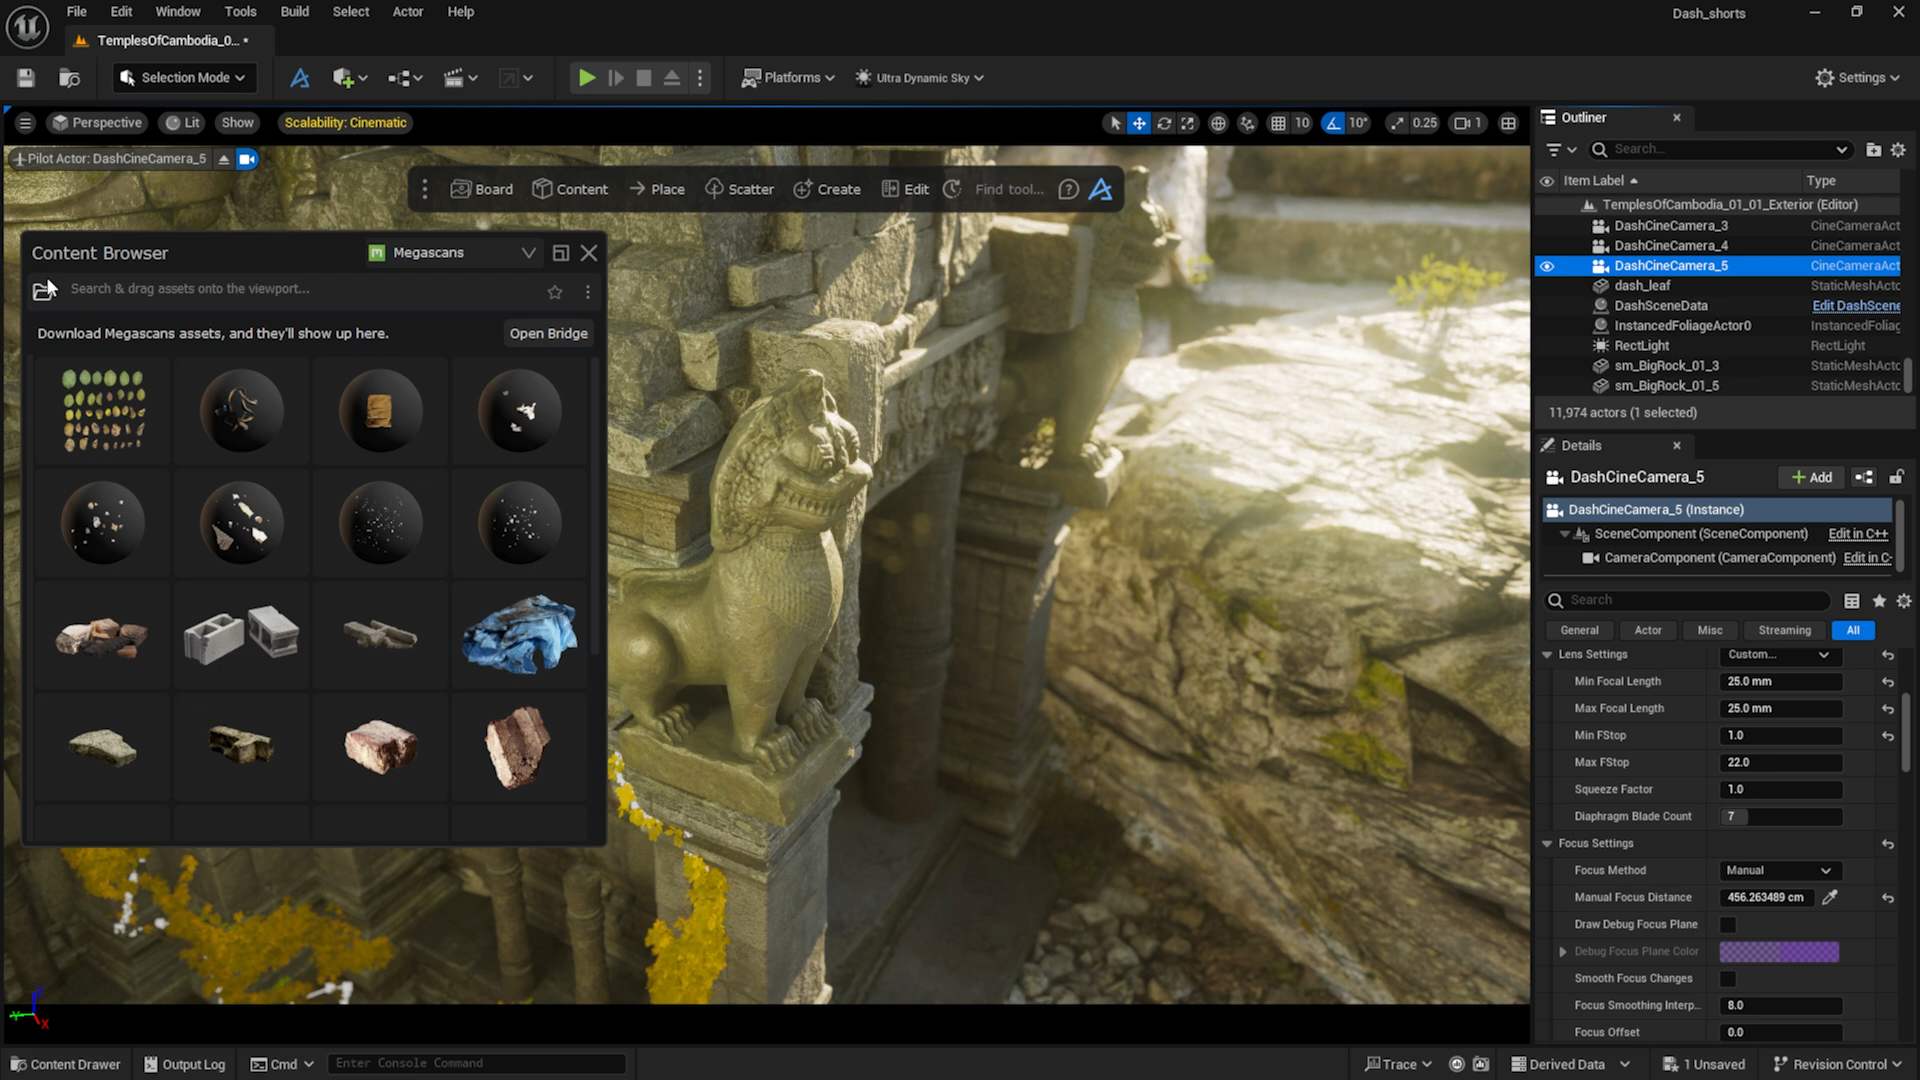 File Edit Window Tools Build Select Actor Help
Dash_shorts
TemplesOfCambodia_0... •
Selection Mode
Platforms
Ultra Dynamic Sky
Settings
Perspective Lit Show Scalability: Cinematic
10 10° 0.25 1
Pilot Actor: DashCineCamera_5
Board Content Place Scatter Create Edit Find tool...
Content Browser
Megascans
Search & drag assets onto the viewport...
Download Megascans assets, and they'll show up here.
Open Bridge
Outliner
Search...
Item Label Type
TemplesOfCambodia_01_01_Exterior (Editor)
DashCineCamera_3 CineCameraAct
DashCineCamera_4 CineCameraAct
DashCineCamera_5 CineCameraAct
dash_leaf StaticMeshActo
DashSceneData Edit DashScene
InstancedFoliageActor0 InstancedFoliag
RectLight RectLight
sm_BigRock_01_3 StaticMeshActo
sm_BigRock_01_5 StaticMeshActo
11,974 actors (1 selected)
Details
DashCineCamera_5
Add
DashCineCamera_5 (Instance)
SceneComponent (SceneComponent) Edit in C++
CameraComponent (CameraComponent) Edit in C-
Search
General Actor Misc Streaming All
Lens Settings Custom...
Min Focal Length 25.0 mm
Max Focal Length 25.0 mm
Min FStop 1.0
Max FStop 22.0
Squeeze Factor 1.0
Diaphragm Blade Count 7
Focus Settings
Focus Method Manual
Manual Focus Distance 456.263489 cm
Draw Debug Focus Plane
Debug Focus Plane Color
Smooth Focus Changes
Focus Smoothing Interp... 8.0
Focus Offset 0.0
Content Drawer Output Log Cmd Enter Console Command
Trace Derived Data 1 Unsaved Revision Control